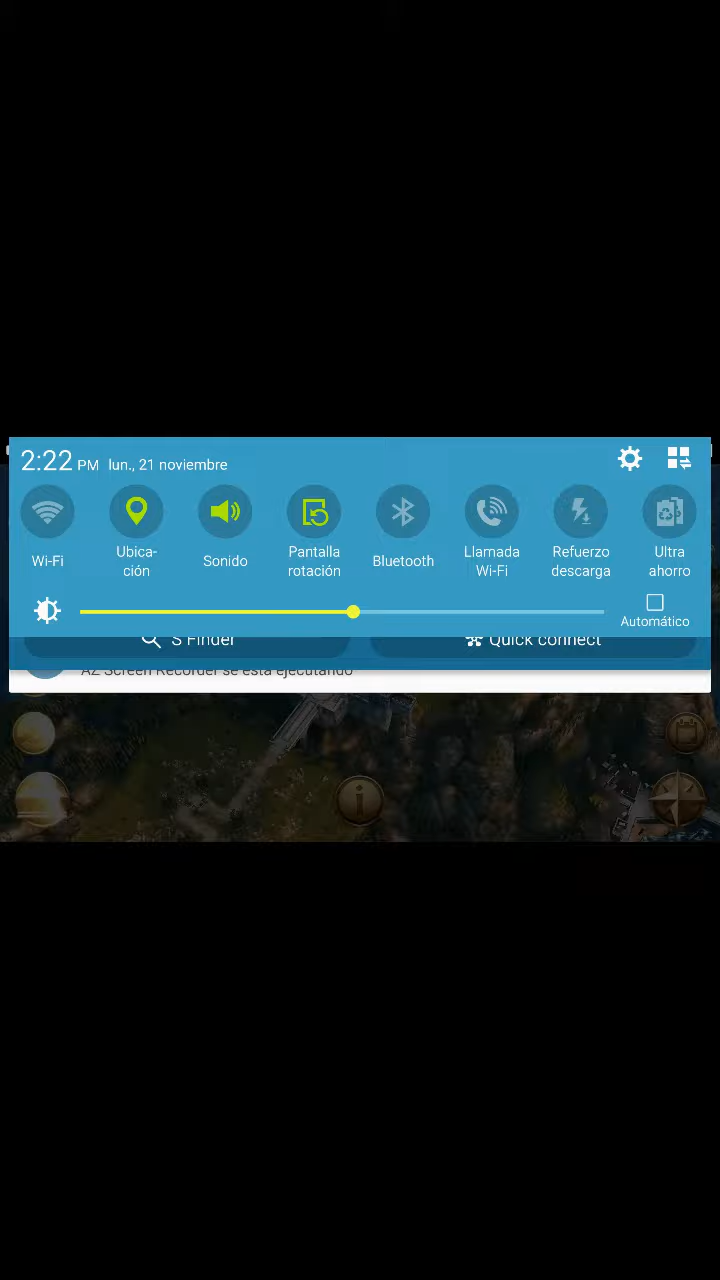 2:22 PM lun., 21 noviembre
Wi-Fi
Ubica-
ción
Sonido
Pantalla
rotación
Bluetooth
Llamada
Wi-Fi
Refuerzo
descarga
Ultra
ahorro
Automático
S Finder
Quick connect
AZ Screen Recorder se está ejecutando